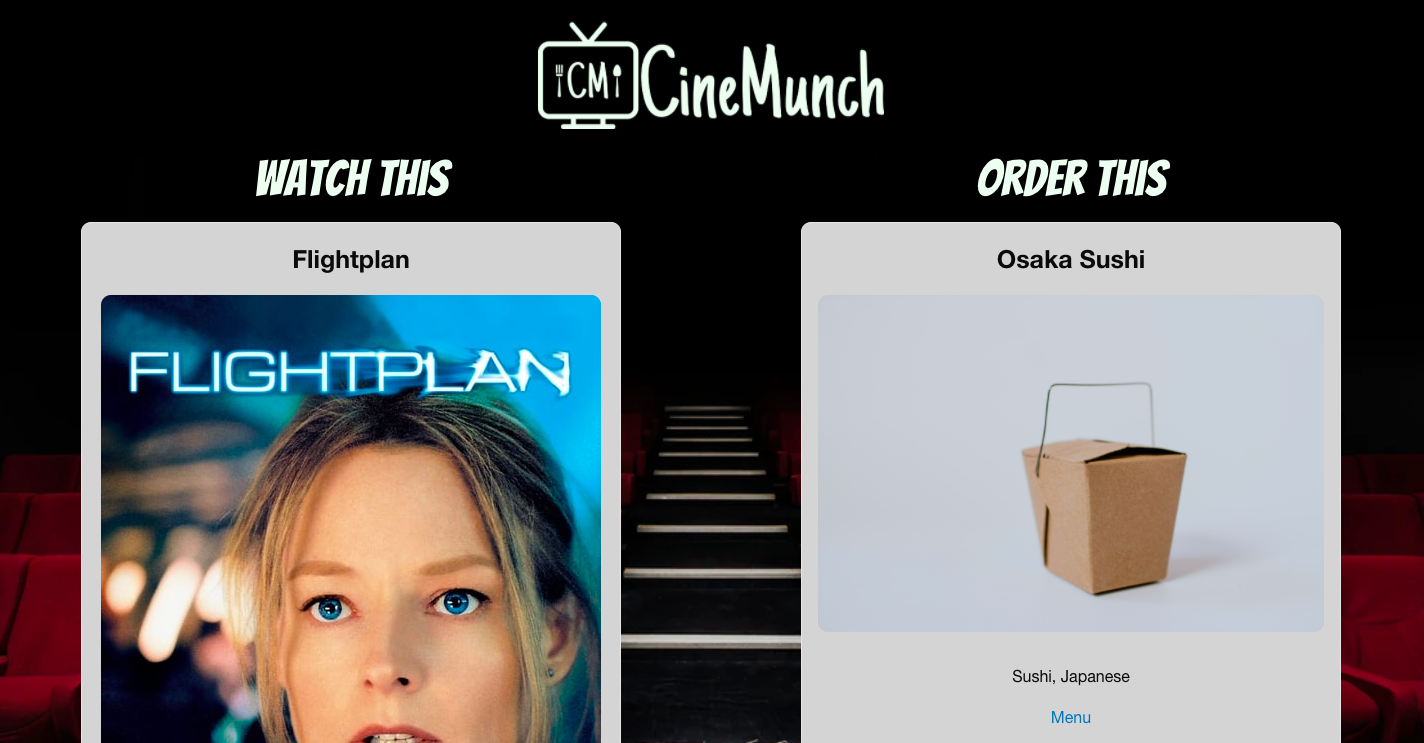 CM
CineMunch
WATCH THIS
ORDER THIS
Flightplan
FLIGHTPLAN
Osaka Sushi
Sushi, Japanese
Menu